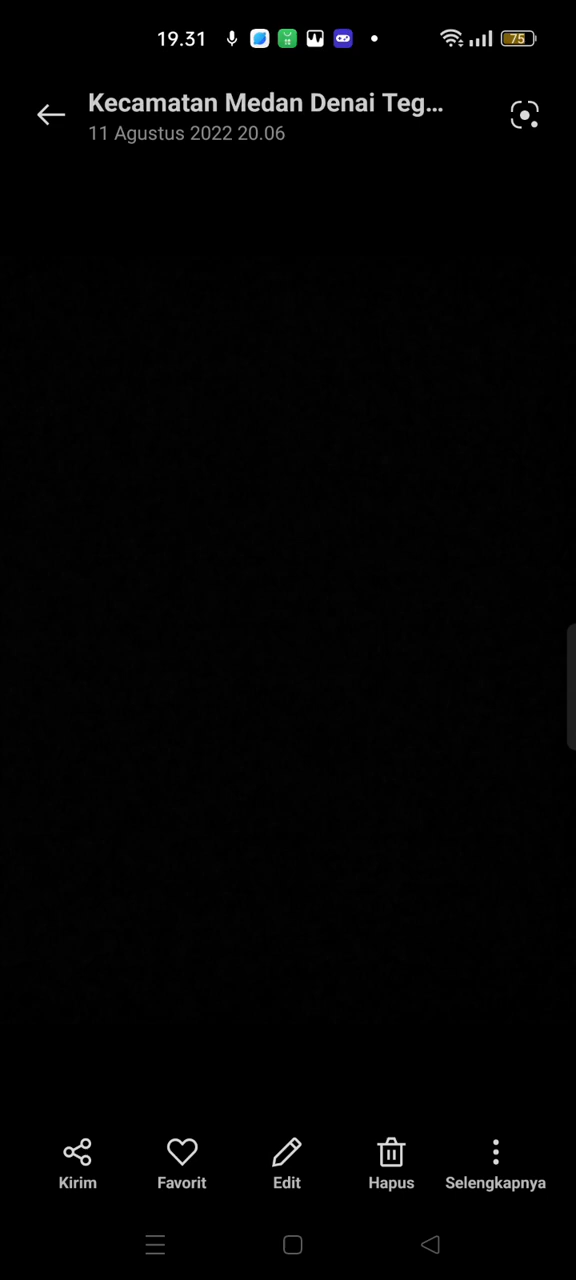 19.31
75
Kecamatan Medan Denai Teg...
11 Agustus 2022 20.06
Kirim
Favorit
Edit
Hapus
Selengkapnya